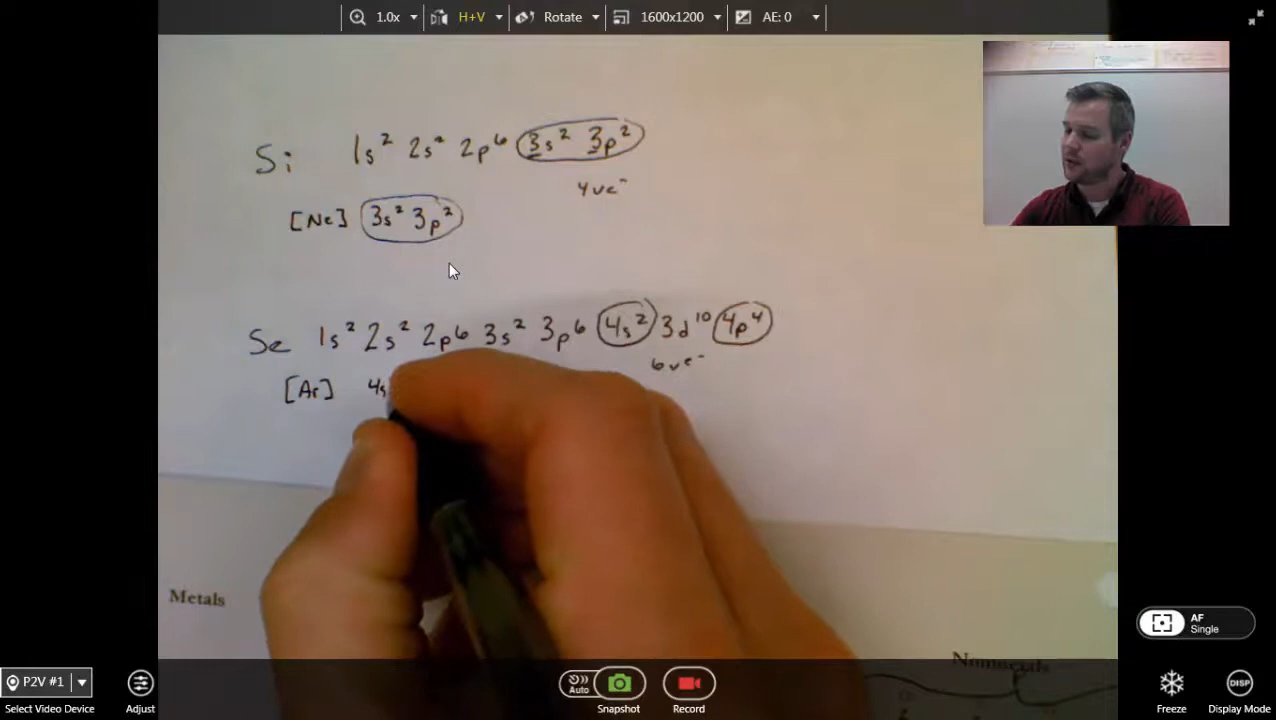 1.0x H+V Rotate 1600x1200 AE: 0
Si 1s² 2s² 2p⁶ 3s² 3p²
4ve⁻
[Ne] 3s² 3p²
Se 1s² 2s² 2p⁶ 3s² 3p⁶ 4s² 3d¹⁰ 4p⁴
6ve⁻
[Ar] 4s
Metals
Nonmetals
AF
Single
P2V #1
Select Video Device
Adjust
Auto
Snapshot
Record
Freeze
DISP
Display Mode